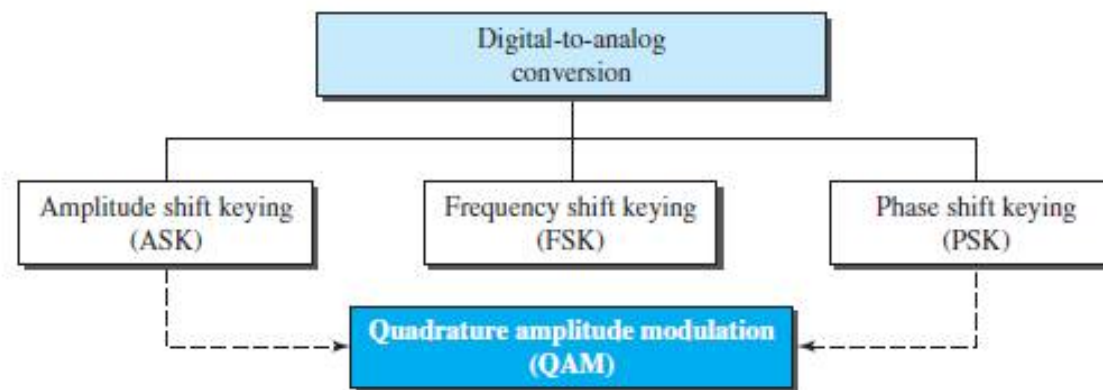 Digital-to-analog
conversion
Amplitude shift keying
(ASK)
Frequency shift keying
(FSK)
Phase shift keying
(PSK)
Quadrature amplitude modulation
(QAM)